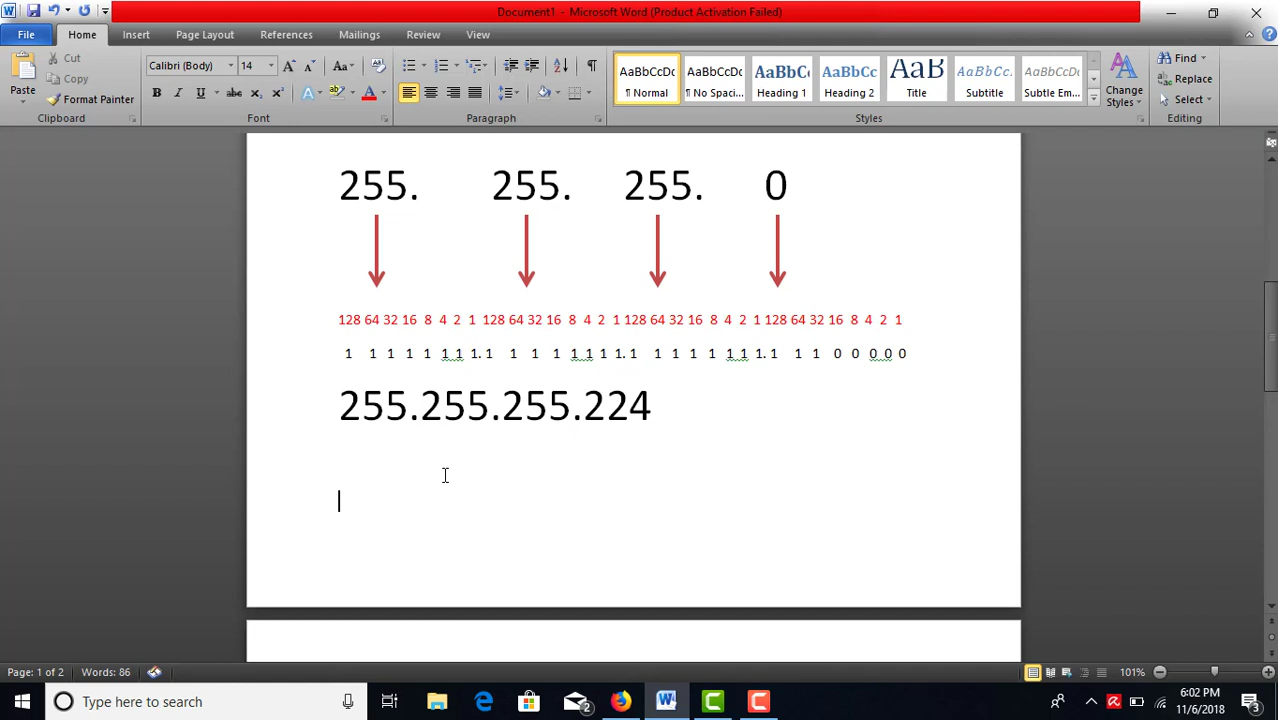 Document1 - Microsoft Word (Product Activation Failed)
File Home Insert Page Layout References Mailings Review View
Paste
Cut
Copy
Format Painter
Clipboard
Calibri (Body) 14
Font
Paragraph
AaBbCcDc AaBbCcDc AaBbCc AaBbCc AaB AaBbCc. AaBbCcDc
¶ Normal ¶ No Spaci... Heading 1 Heading 2 Title Subtitle Subtle Em...
Change
Styles
Styles
Find
Replace
Select
Editing
255. 255. 255. 0
128 64 32 16 8 4 2 1 128 64 32 16 8 4 2 1 128 64 32 16 8 4 2 1 128 64 32 16 8 4 2 1
1 1 1 1 1 1 1 1. 1 1 1 1 1 1 1 1. 1 1 1 1 1 1 1 1. 1 1 1 0 0 0 0 0
255.255.255.224
Page: 1 of 2 Words: 86 101%
Type here to search
2
6:02 PM
11/6/2018
3